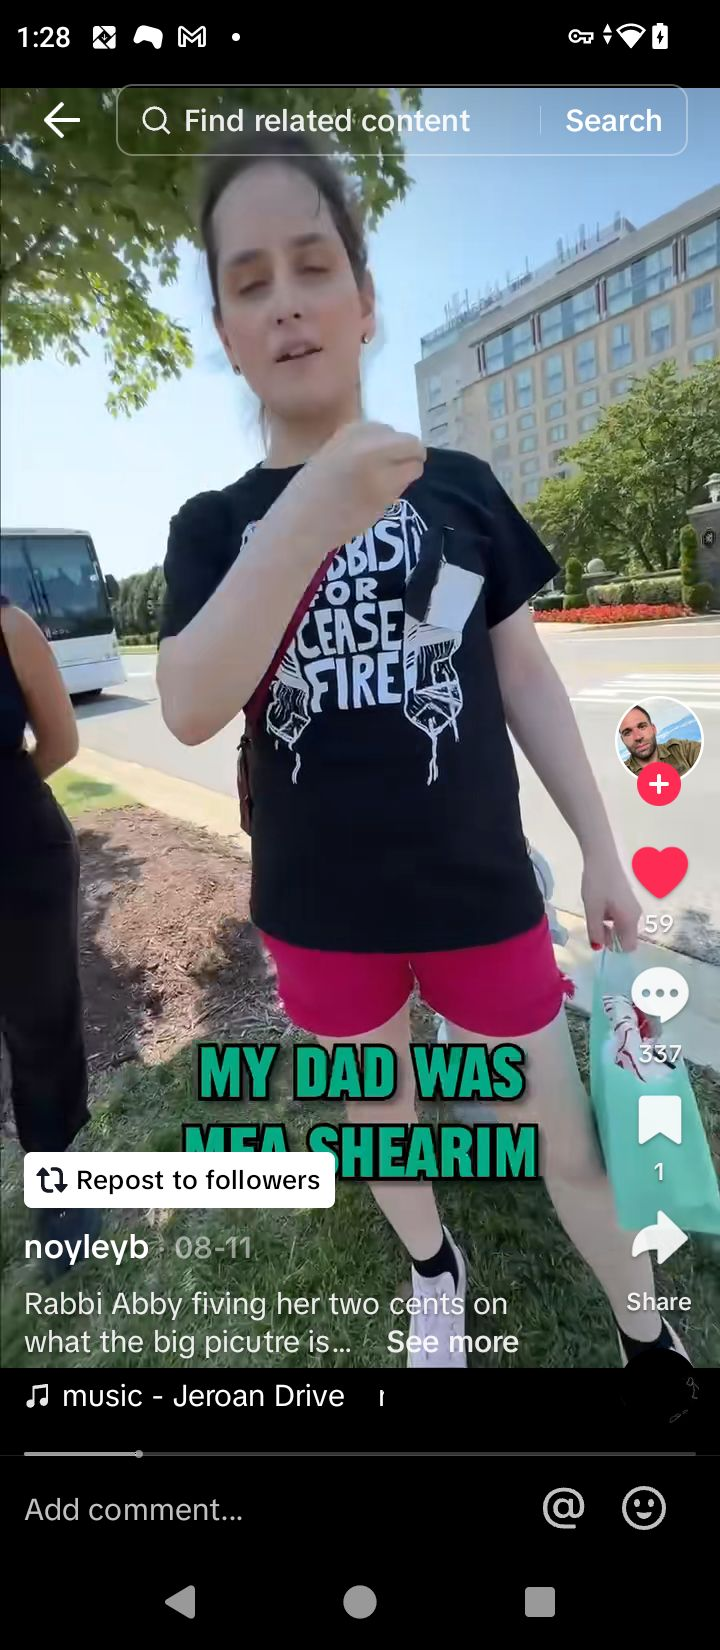 1:28
Find related content
Search
FOR
CEASE
FIRE
MY DAD WAS
MEA SHEARIM
59
337
1
Repost to followers
noyleyb · 08-11
Share
Rabbi Abby fiving her two cents on
what the big picutre is... See more
music - Jeroan Drive
Add comment...